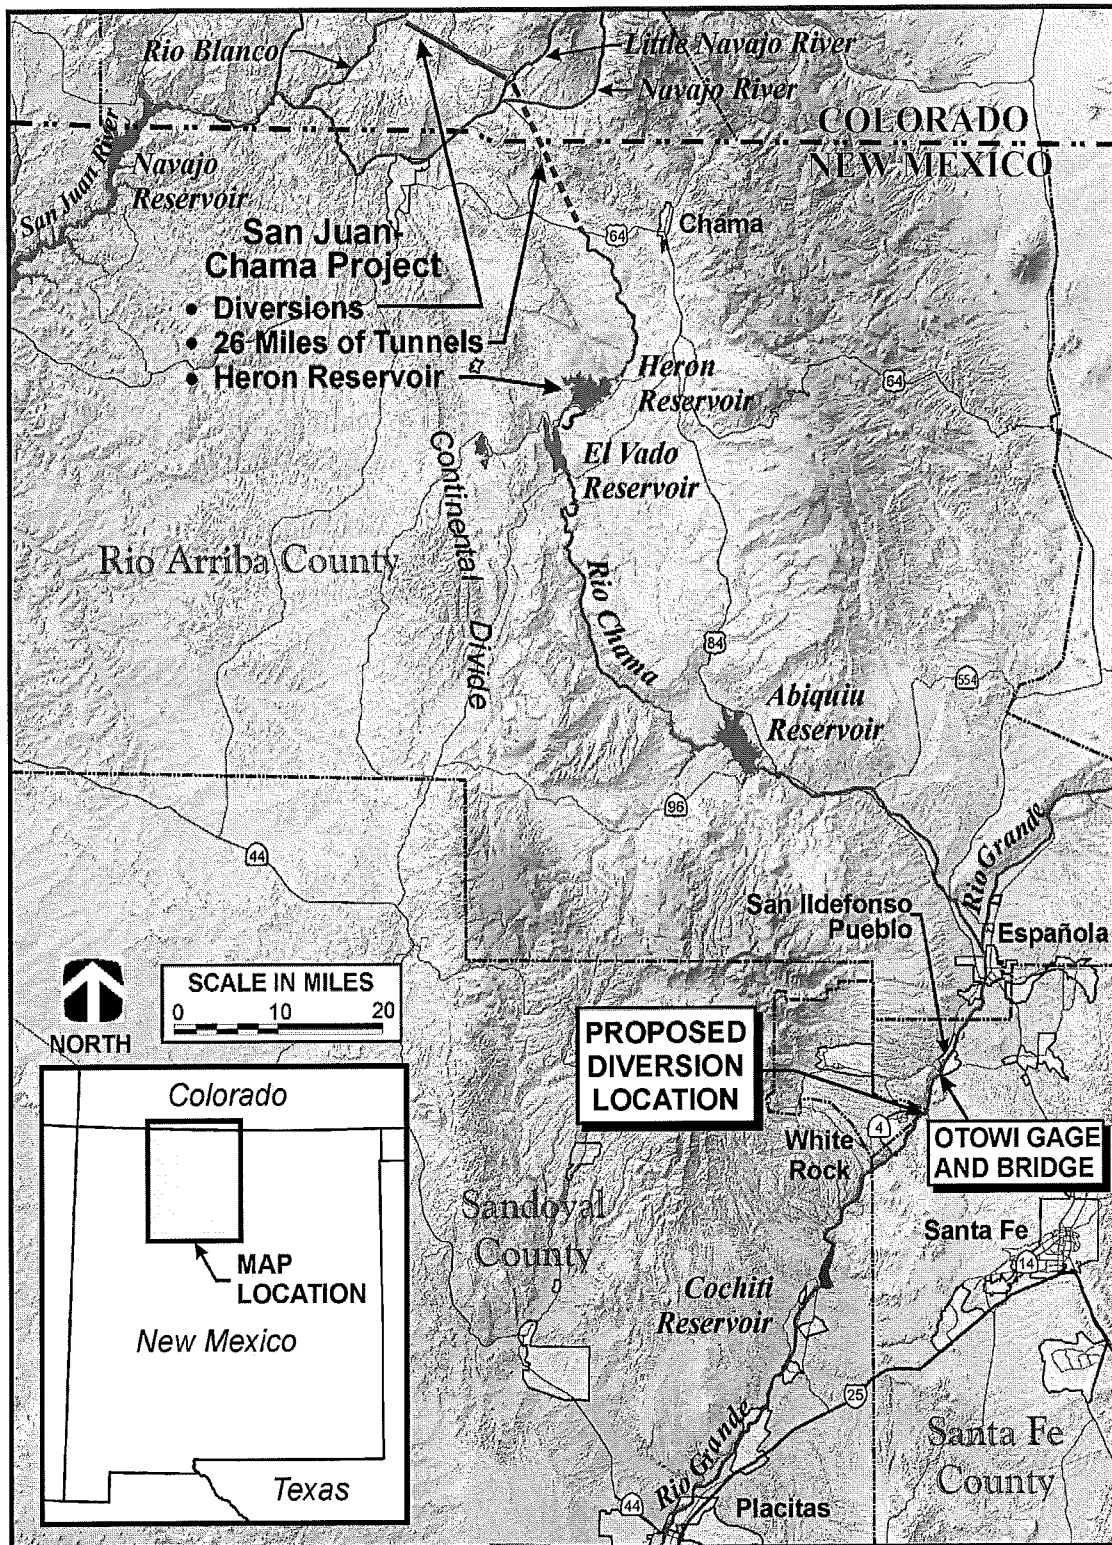 Rio Blanco
Little Navajo River
Navajo River
COLORADO
NEW MEXICO
San Juan River
Navajo
Reservoir
San Juan-
Chama Project
• Diversions
• 26 Miles of Tunnels
• Heron Reservoir
64
Chama
Heron
Reservoir
64
El Vado
Reservoir
Continental Divide
Rio Arriba County
Rio Chama
84
554
Abiquiu
Reservoir
96
44
Rio Grande
San Ildefonso
Pueblo
Española
NORTH
SCALE IN MILES
0 10 20
PROPOSED
DIVERSION
LOCATION
4
White
Rock
OTOWI GAGE
AND BRIDGE
Sandoval
County
Santa Fe
14
Cochiti
Reservoir
25
Rio Grande
Santa Fe
County
44
Placitas
Colorado
MAP
LOCATION
New Mexico
Texas